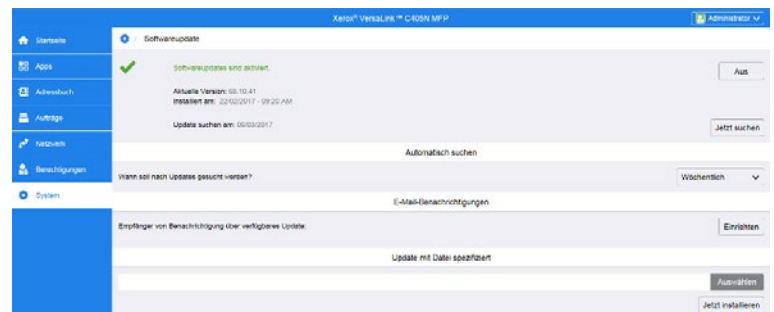 Xerox® VersaLink™ C405N MFP
Administrator
Startseite
Softwareupdate
Apps
Softwareupdates sind aktiviert.
Aus
Adressbuch
Aktuelle Version: 68.10.41
Installiert am: 22/02/2017 - 09:20 AM
Aufträge
Update suchen am: 06/03/2017
Jetzt suchen
Netzwerk
Automatisch suchen
Berechtigungen
Wann soll nach Updates gesucht werden?
Wöchentlich
System
E-Mail-Benachrichtigungen
Empfänger von Benachrichtigung über verfügbares Update:
Einrichten
Update mit Datei spezifiziert
Auswählen
Jetzt installieren